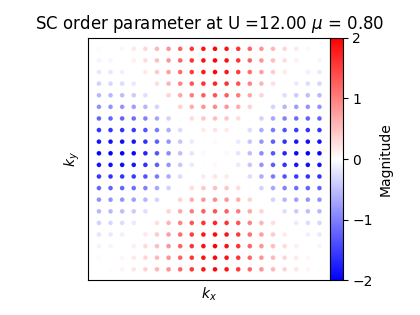 SC order parameter at U =12.00 μ = 0.80
k_y
k_x
2
1
0
−1
−2
Magnitude